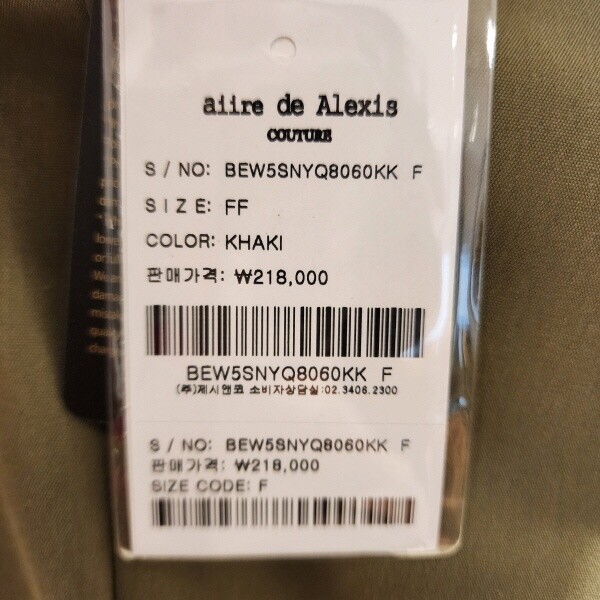 aiire de Alexis
COUTURE
S / NO: BEW5SNYQ8060KK F
SIZE: FF
COLOR: KHAKI
판매가격: ₩218,000
BEW5SNYQ8060KK F
(주)제시앤코 소비자상담실:02.3406.2300
S / NO: BEW5SNYQ8060KK F
판매가격: ₩218,000
SIZE CODE: F